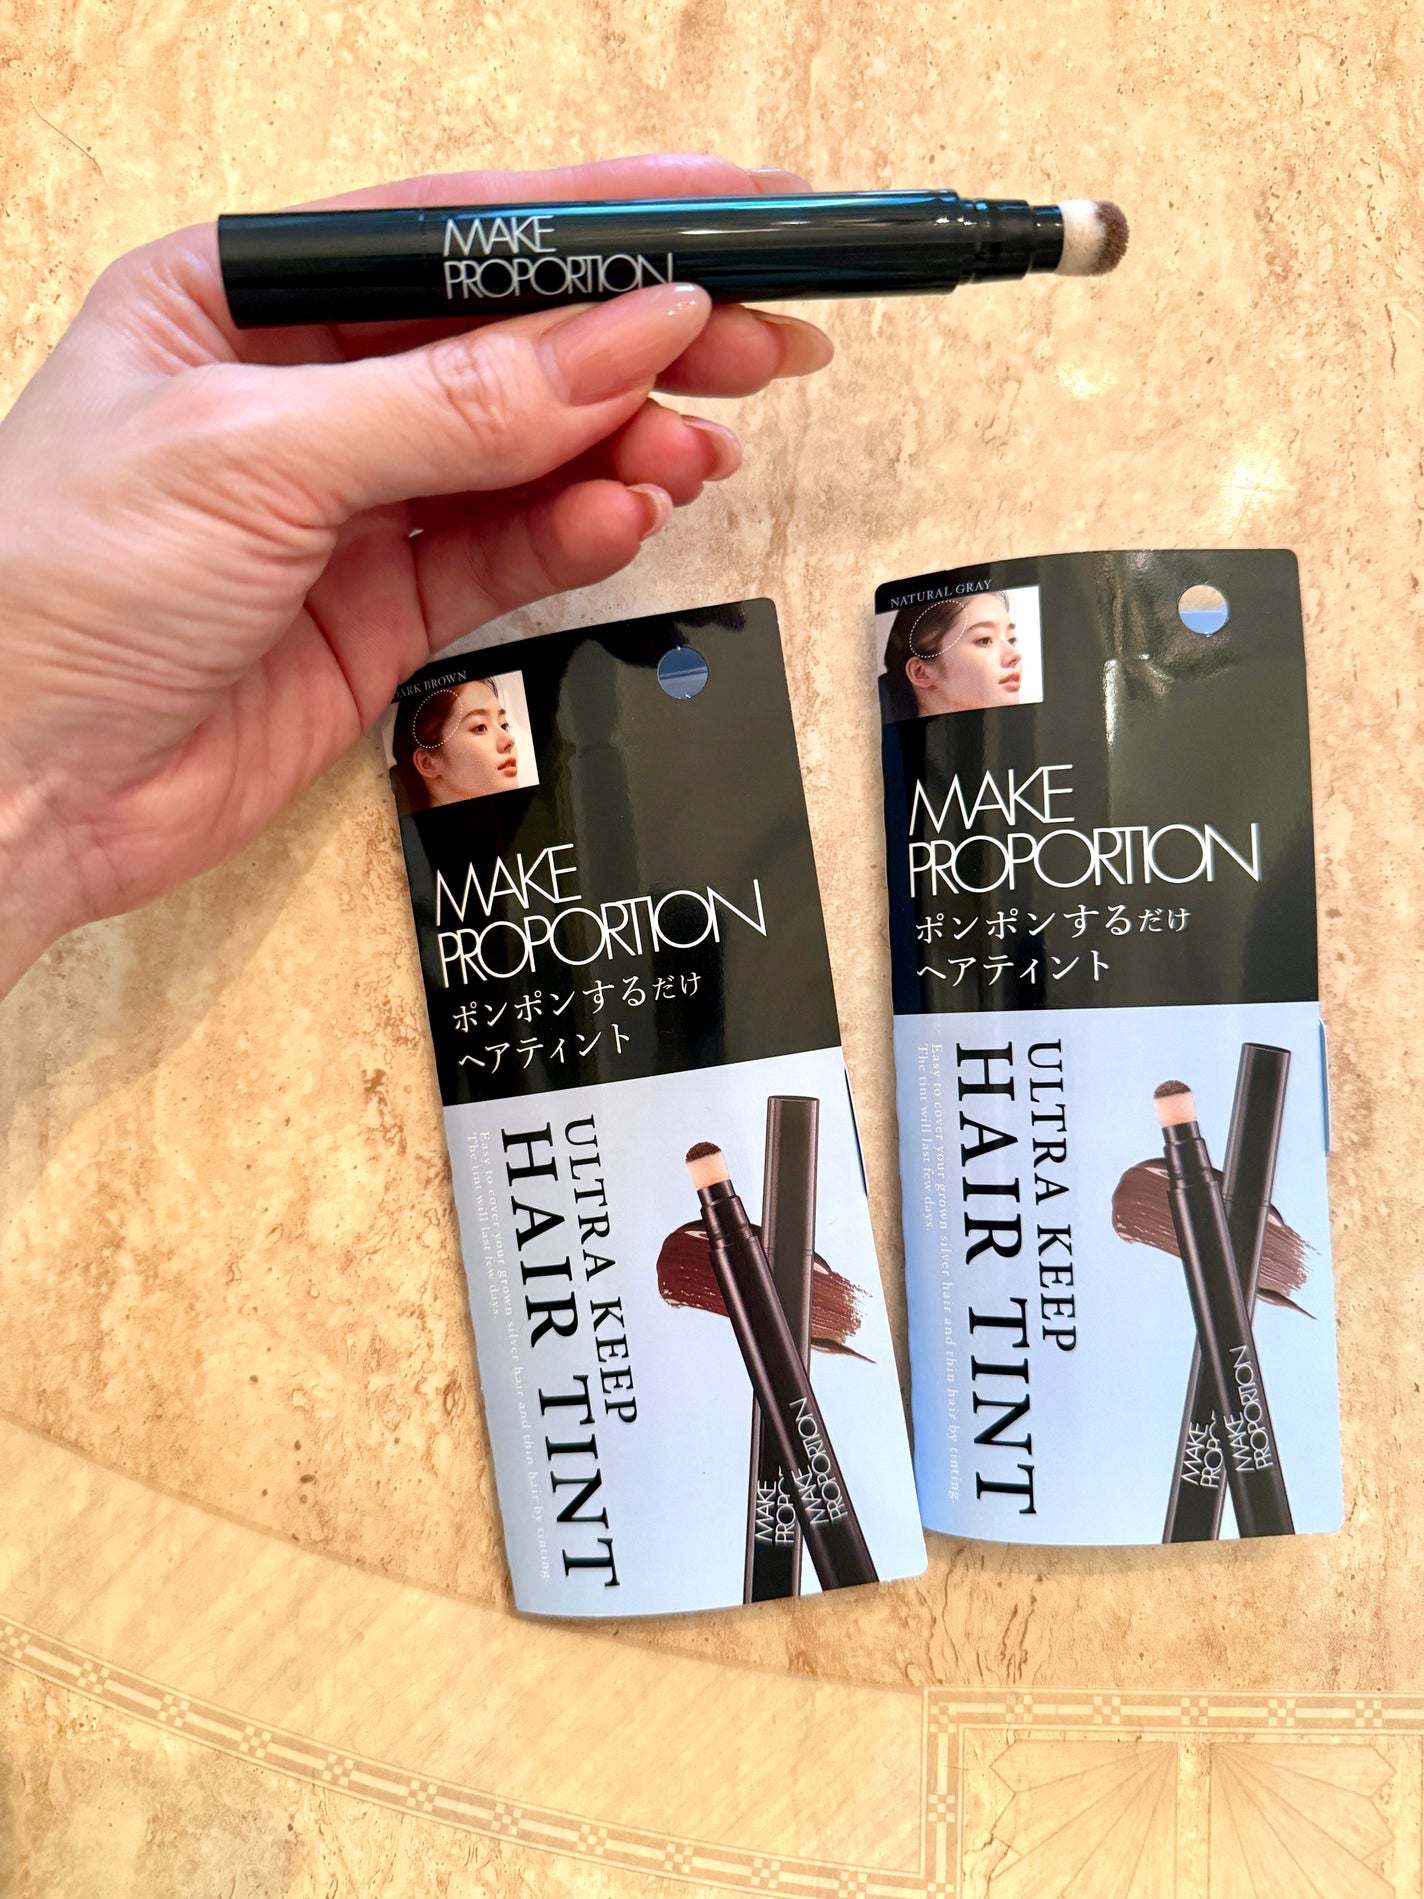 MAKE
PROPORTION
DARK BROWN
MAKE
PROPORTION
ポンポンするだけ
ヘアティント
ULTRA KEEP
HAIR TINT
Easy to cover your grown silver hair and thin hair by tinting.
The tint will last few days.
MAKE
PROPO
MAKE
PROPORTION
NATURAL GRAY
MAKE
PROPORTION
ポンポンするだけ
ヘアティント
ULTRA KEEP
HAIR TINT
Easy to cover your grown silver hair and thin hair by tinting.
The tint will last few days.
MAKE
PROP
MAKE
PROPORTION